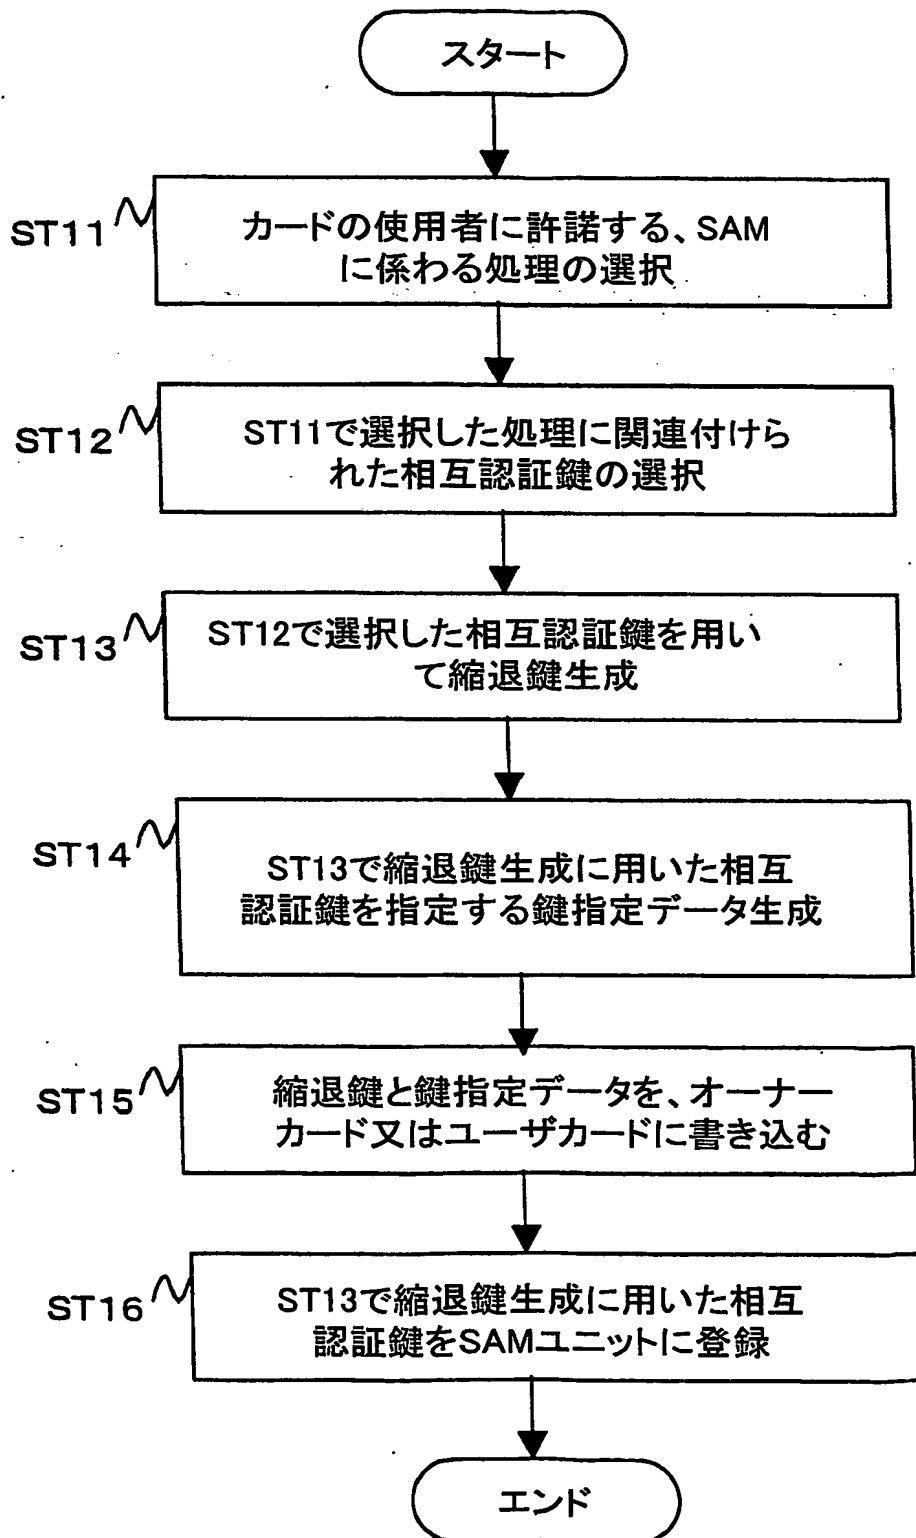 スタート
ST11
カードの使用者に許諾する、SAM
に係わる処理の選択
ST12
ST11で選択した処理に関連付けら
れた相互認証鍵の選択
ST13
ST12で選択した相互認証鍵を用い
て縮退鍵生成
ST14
ST13で縮退鍵生成に用いた相互
認証鍵を指定する鍵指定データ生成
ST15
縮退鍵と鍵指定データを、オーナー
カード又はユーザカードに書き込む
ST16
ST13で縮退鍵生成に用いた相互
認証鍵をSAMユニットに登録
エンド